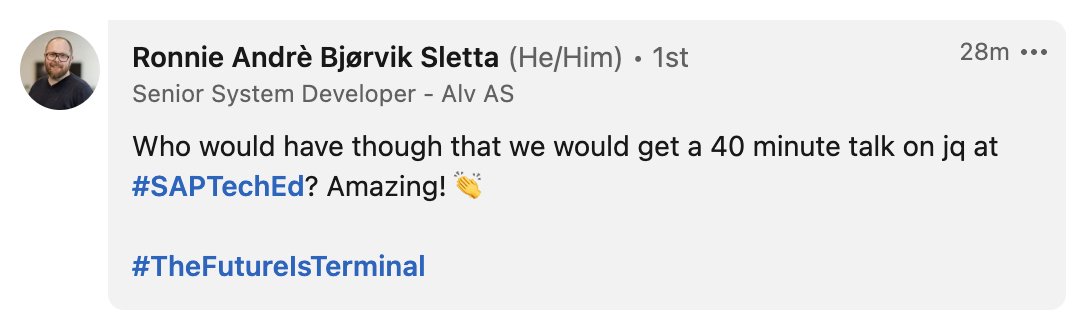 Ronnie Andrè Bjørvik Sletta (He/Him) • 1st 28m •••
Senior System Developer - Alv AS
Who would have though that we would get a 40 minute talk on jq at
#SAPTechEd? Amazing! 👏
#TheFutureIsTerminal